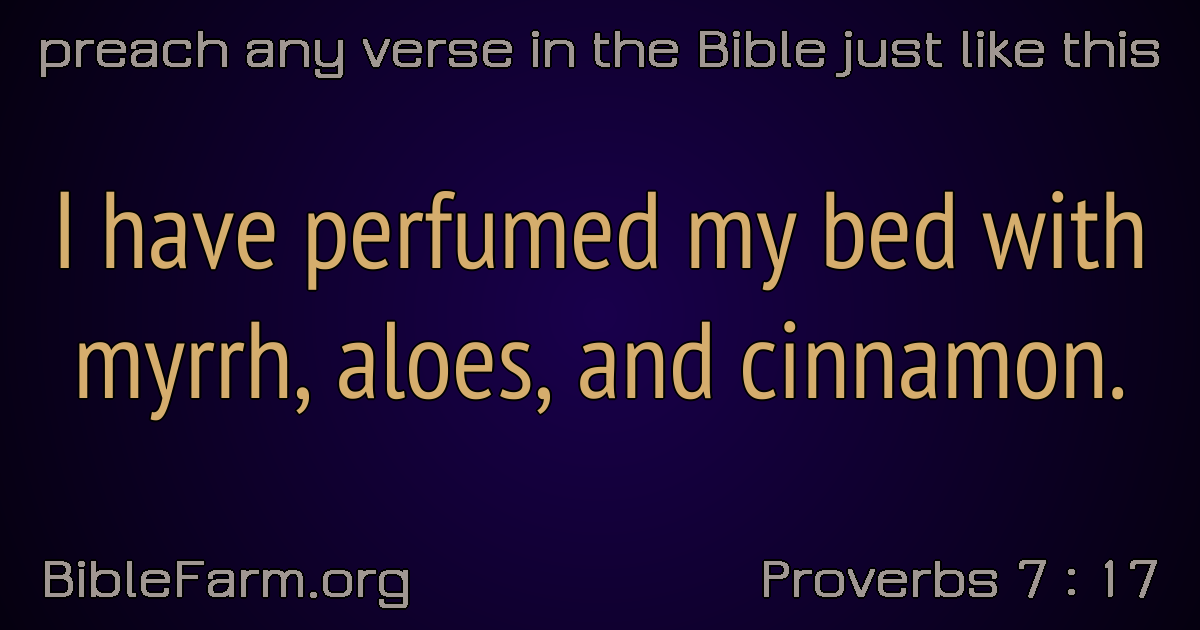 preach any verse in the Bible just like this
I have perfumed my bed with
myrrh, aloes, and cinnamon.
BibleFarm.org
Proverbs 7 : 17